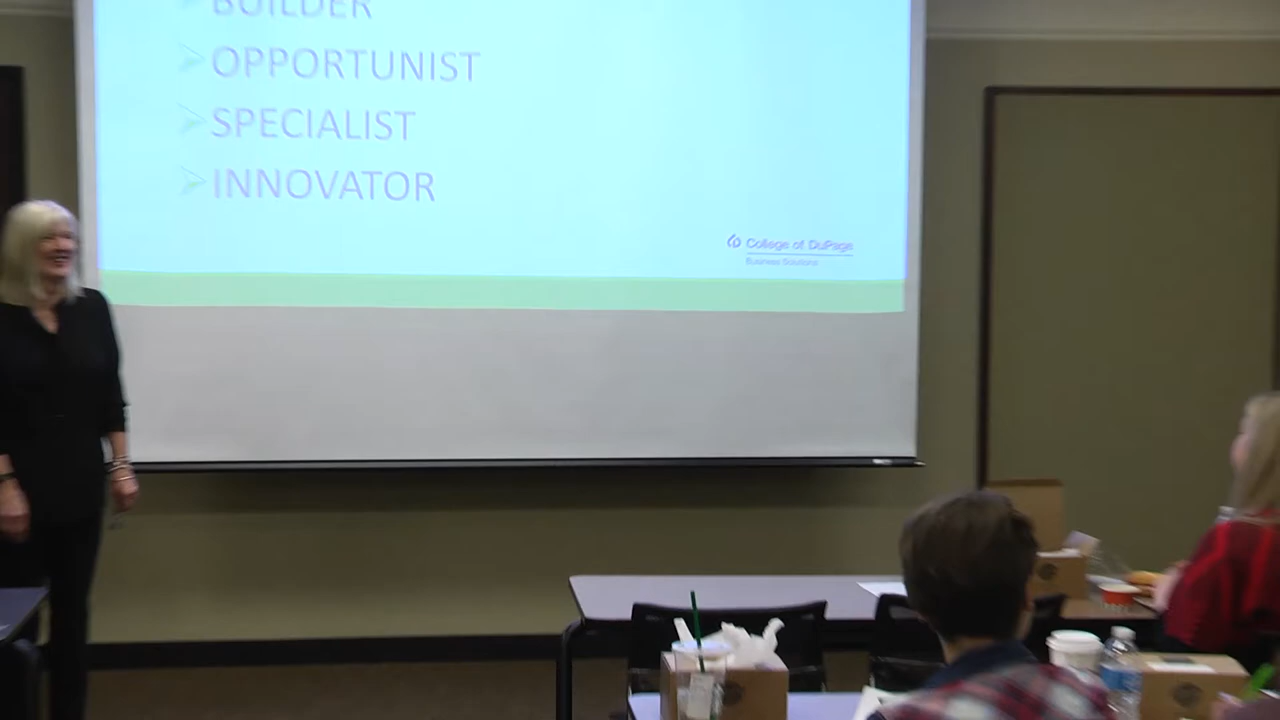 BUILDER
OPPORTUNIST
SPECIALIST
INNOVATOR
College of DuPage
Business Solutions